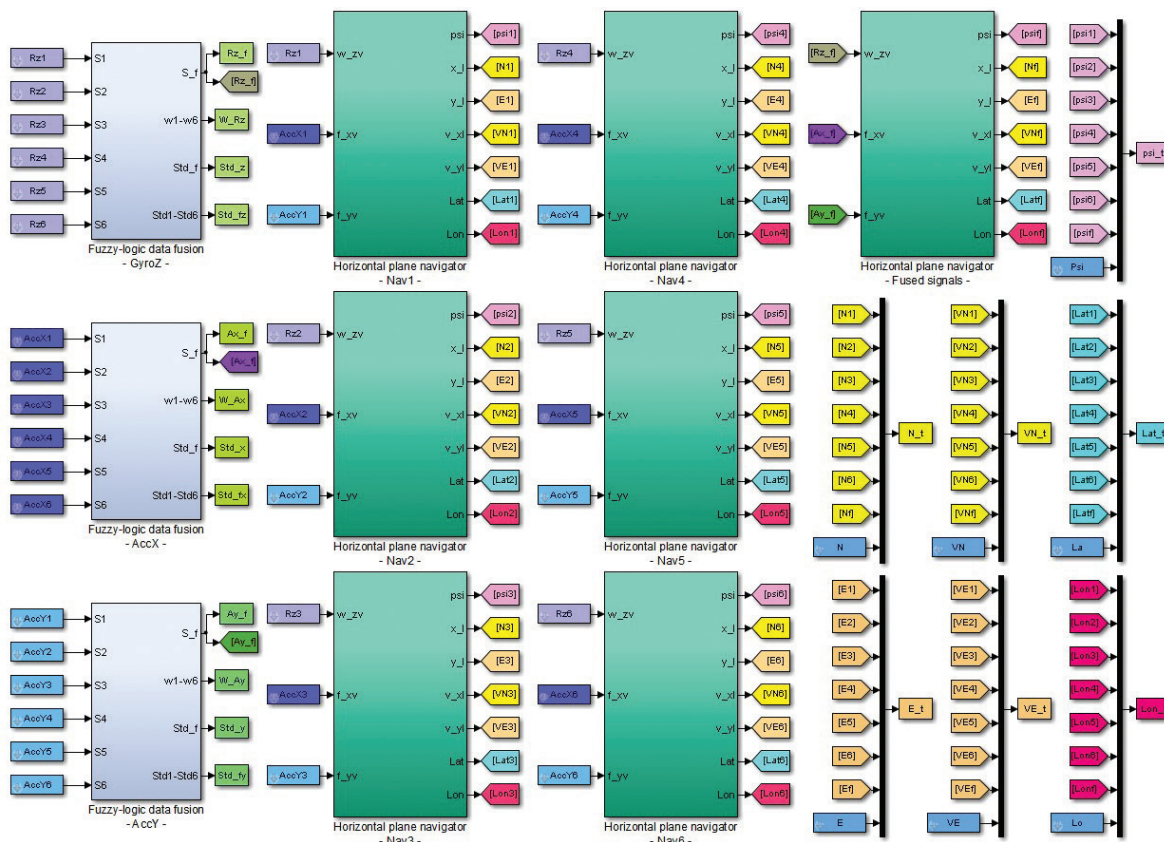 Rz1
Rz2
Rz3
Rz4
Rz5
Rz6
S1
S2
S3
S4
S5
S6
S_f
w1-w6
Std_f
Std1-Std6
Rz_f
[Rz_f]
W_Rz
Std_z
Std_fz
Fuzzy-logic data fusion
- GyroZ -
Rz1
AccX1
AccY1
w_zv
f_xv
f_yv
psi
x_l
y_l
v_xl
v_yl
Lat
Lon
[psi1]
[N1]
[E1]
[VN1]
[VE1]
[Lat1]
[Lon1]
Horizontal plane navigator
- Nav1 -
Rz4
AccX4
AccY4
w_zv
f_xv
f_yv
psi
x_l
y_l
v_xl
v_yl
Lat
Lon
[psi4]
[N4]
[E4]
[VN4]
[VE4]
[Lat4]
[Lon4]
Horizontal plane navigator
- Nav4 -
[Rz_f]
[Ax_f]
[Ay_f]
w_zv
f_xv
f_yv
psi
x_l
y_l
v_xl
v_yl
Lat
Lon
[psif]
[Nf]
[Ef]
[VNf]
[VEf]
[Latf]
[Lonf]
Horizontal plane navigator
- Fused signals -
[psi1]
[psi2]
[psi3]
[psi4]
[psi5]
[psi6]
[psif]
Psi
psi_t
AccX1
AccX2
AccX3
AccX4
AccX5
AccX6
S1
S2
S3
S4
S5
S6
S_f
w1-w6
Std_f
Std1-Std6
Ax_f
[Ax_f]
W_Ax
Std_x
Std_fx
Fuzzy-logic data fusion
- AccX -
Rz2
AccX2
AccY2
w_zv
f_xv
f_yv
psi
x_l
y_l
v_xl
v_yl
Lat
Lon
[psi2]
[N2]
[E2]
[VN2]
[VE2]
[Lat2]
[Lon2]
Horizontal plane navigator
- Nav2 -
Rz5
AccX5
AccY5
w_zv
f_xv
f_yv
psi
x_l
y_l
v_xl
v_yl
Lat
Lon
[psi5]
[N5]
[E5]
[VN5]
[VE5]
[Lat5]
[Lon5]
Horizontal plane navigator
- Nav5 -
[N1]
[N2]
[N3]
[N4]
[N5]
[N6]
[Nf]
N
N_t
[VN1]
[VN2]
[VN3]
[VN4]
[VN5]
[VN6]
[VNf]
VN
VN_t
[Lat1]
[Lat2]
[Lat3]
[Lat4]
[Lat5]
[Lat6]
[Latf]
La
Lat_t
AccY1
AccY2
AccY3
AccY4
AccY5
AccY6
S1
S2
S3
S4
S5
S6
S_f
w1-w6
Std_f
Std1-Std6
Ay_f
[Ay_f]
W_Ay
Std_y
Std_fy
Fuzzy-logic data fusion
- AccY -
Rz3
AccX3
AccY3
w_zv
f_xv
f_yv
psi
x_l
y_l
v_xl
v_yl
Lat
Lon
[psi3]
[N3]
[E3]
[VN3]
[VE3]
[Lat3]
[Lon3]
Horizontal plane navigator
- Nav3 -
Rz6
AccX6
AccY6
w_zv
f_xv
f_yv
psi
x_l
y_l
v_xl
v_yl
Lat
Lon
[psi6]
[N6]
[E6]
[VN6]
[VE6]
[Lat6]
[Lon6]
Horizontal plane navigator
- Nav6 -
[E1]
[E2]
[E3]
[E4]
[E5]
[E6]
[Ef]
E
E_t
[VE1]
[VE2]
[VE3]
[VE4]
[VE5]
[VE6]
[VEf]
VE
VE_t
[Lon1]
[Lon2]
[Lon3]
[Lon4]
[Lon5]
[Lon6]
[Lonf]
Lo
Lon_